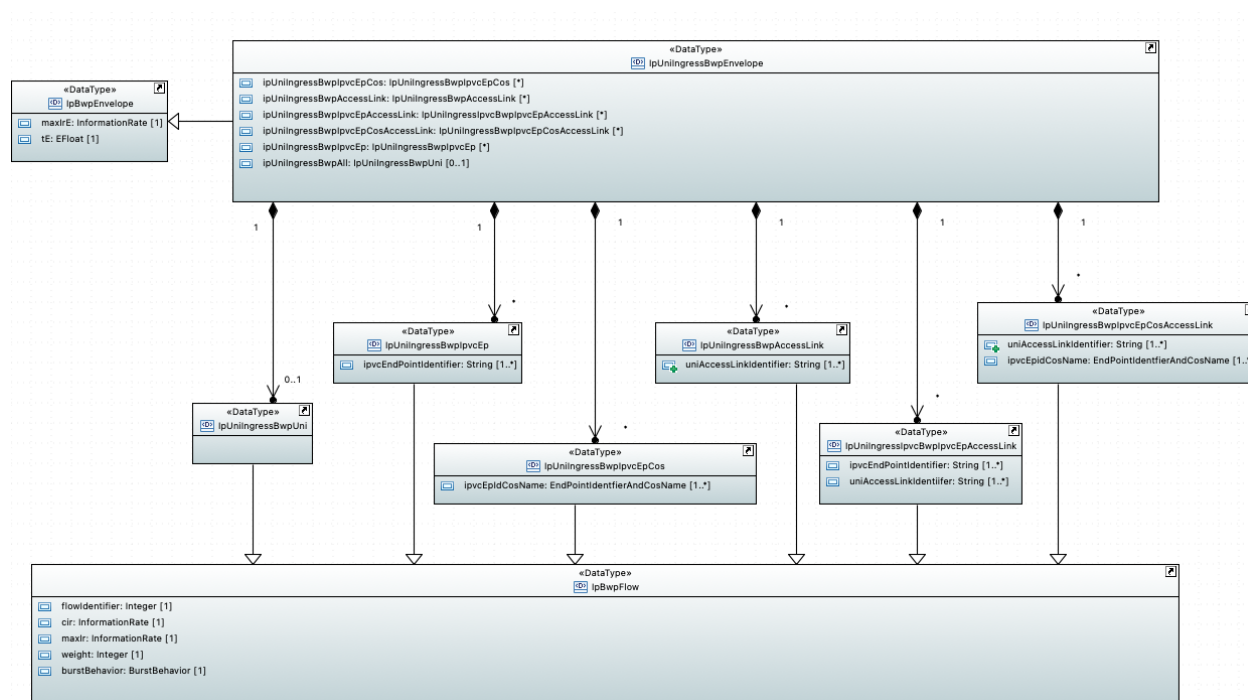 «DataType»
IpUniIngressBwpEnvelope
ipUniIngressBwpIpvcEpCos: IpUniIngressBwpIpvcEpCos [*]
ipUniIngressBwpAccessLink: IpUniIngressBwpAccessLink [*]
ipUniIngressBwpIpvcEpAccessLink: IpUniIngressIpvcBwpIpvcEpAccessLink [*]
ipUniIngressBwpIpvcEpCosAccessLink: IpUniIngressBwpIpvcEpCosAccessLink [*]
ipUniIngressBwpIpvcEp: IpUniIngressBwpIpvcEp [*]
ipUniIngressBwpAll: IpUniIngressBwpUni [0..1]
«DataType»
IpBwpEnvelope
maxIrE: InformationRate [1]
tE: EFloat [1]
1
1
1
1
1
1
*
*
*
*
*
0..1
«DataType»
IpUniIngressBwpIpvcEp
ipvcEndPointIdentifier: String [1..*]
«DataType»
IpUniIngressBwpAccessLink
uniAccessLinkIdentifier: String [1..*]
«DataType»
IpUniIngressBwpIpvcEpCosAccessLink
uniAccessLinkIdentifier: String [1..*]
ipvcEpidCosName: EndPointIdentfierAndCosName [1..*
«DataType»
IpUniIngressBwpUni
«DataType»
IpUniIngressBwpIpvcEpCos
ipvcEpIdCosName: EndPointIdentfierAndCosName [1..*]
«DataType»
IpUniIngressIpvcBwpIpvcEpAccessLink
ipvcEndPointIdentifier: String [1..*]
uniAccessLinkIdentiifer: String [1..*]
«DataType»
IpBwpFlow
flowIdentifier: Integer [1]
cir: InformationRate [1]
maxIr: InformationRate [1]
weight: Integer [1]
burstBehavior: BurstBehavior [1]